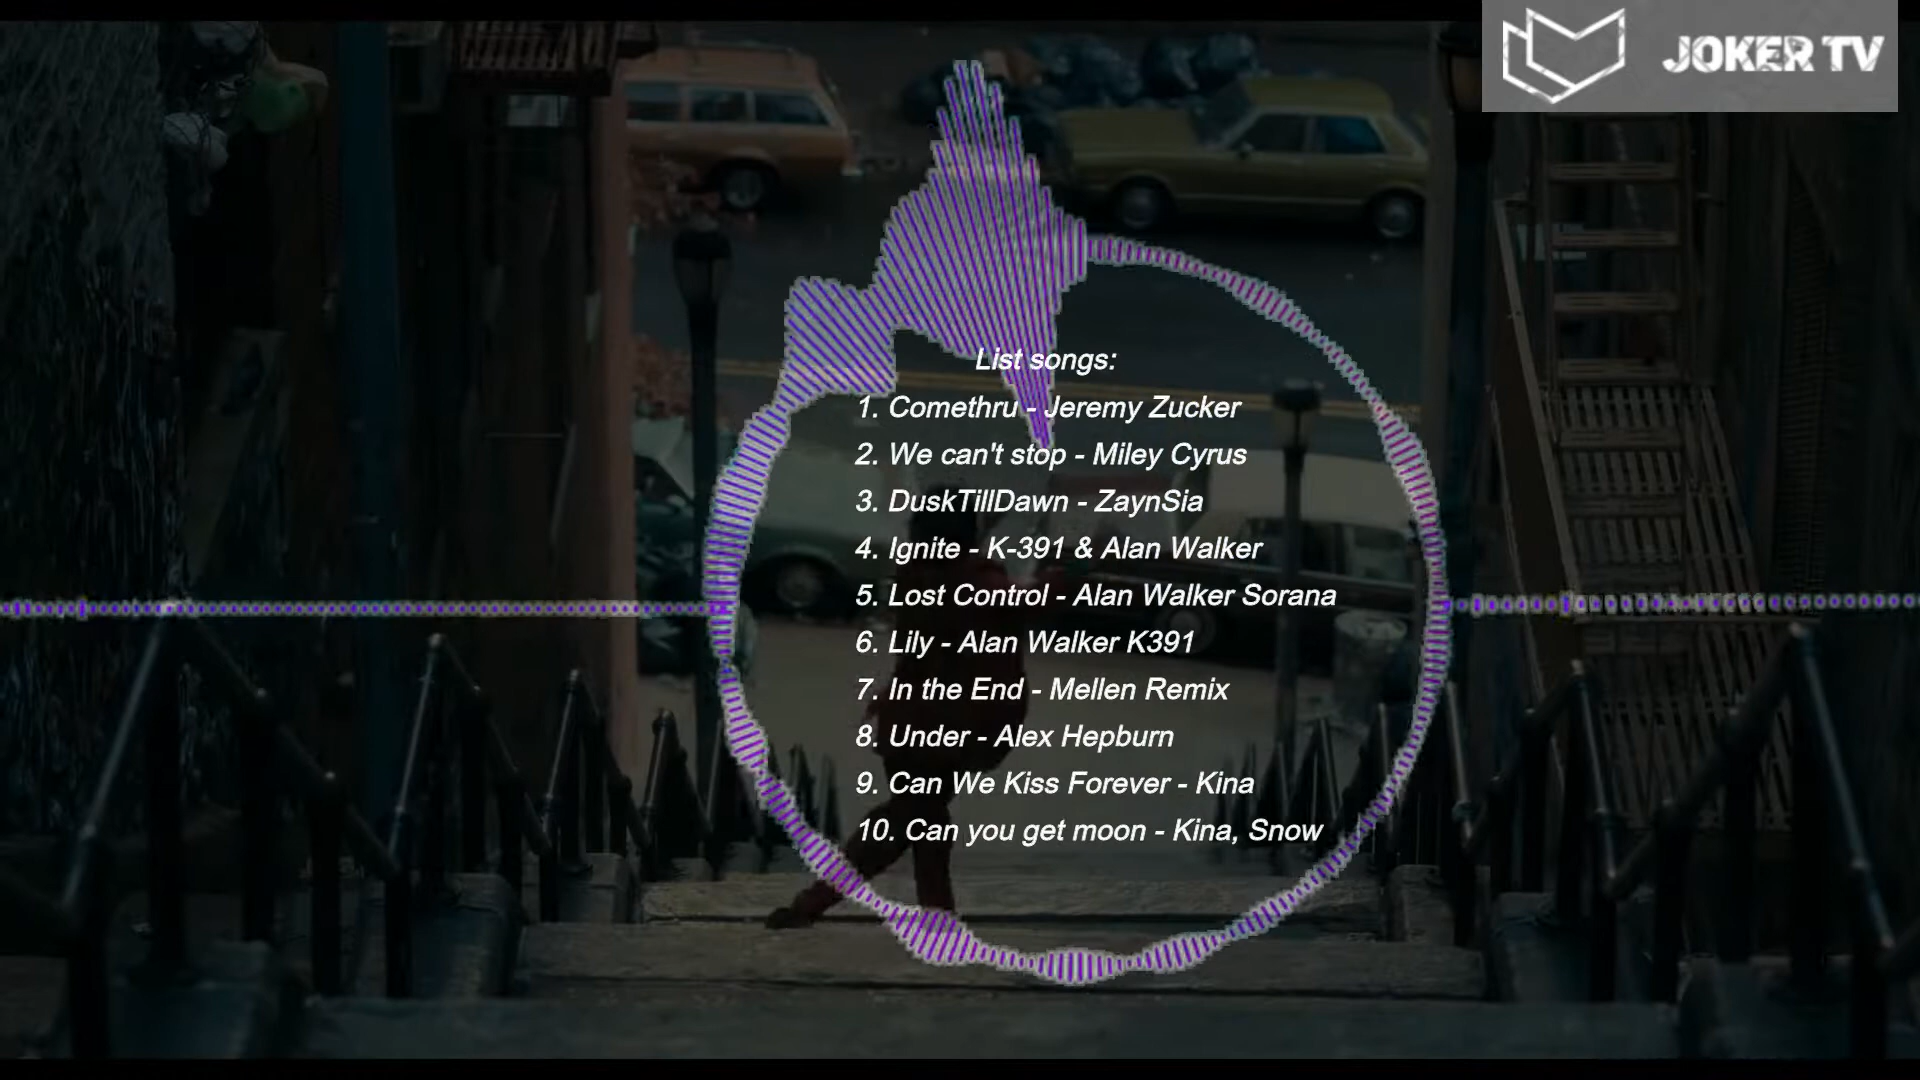 JOKER TV
List songs:
1. Comethru - Jeremy Zucker
2. We can't stop - Miley Cyrus
3. DuskTillDawn - ZaynSia
4. Ignite - K-391 & Alan Walker
5. Lost Control - Alan Walker Sorana
6. Lily - Alan Walker K391
7. In the End - Mellen Remix
8. Under - Alex Hepburn
9. Can We Kiss Forever - Kina
10. Can you get moon - Kina, Snow